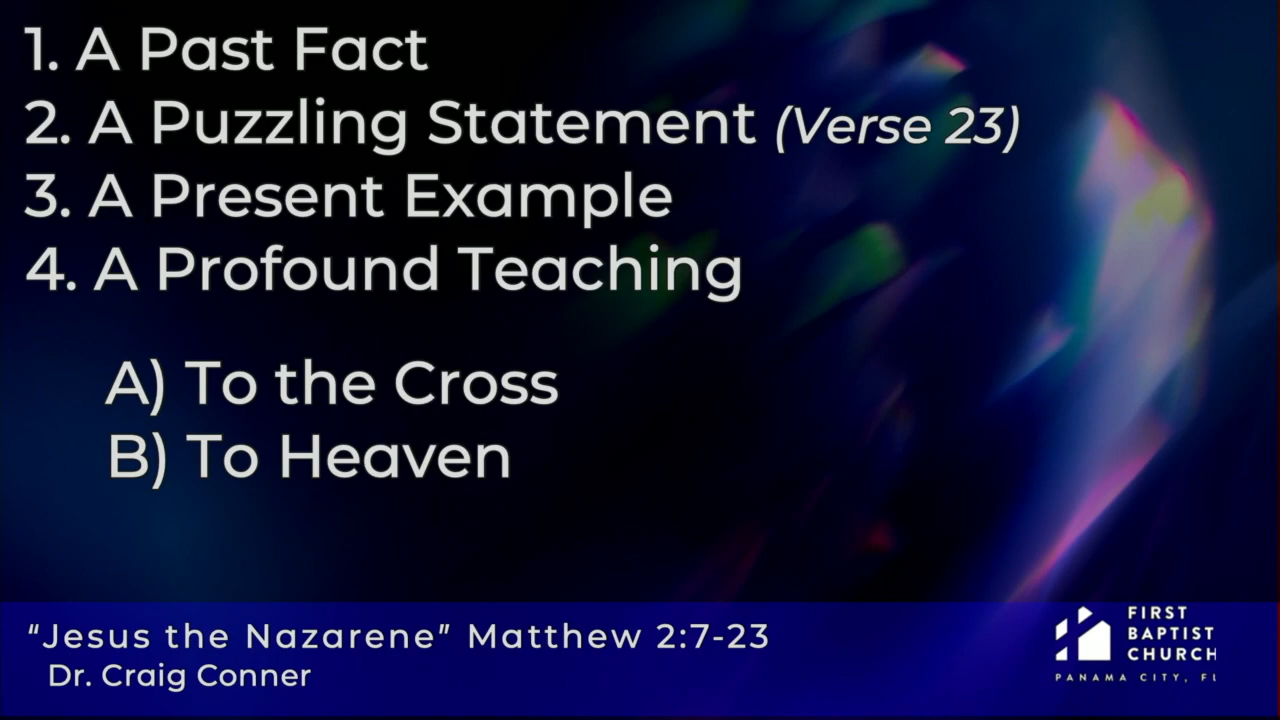 1. A Past Fact
2. A Puzzling Statement (Verse 23)
3. A Present Example
4. A Profound Teaching
A) To the Cross
B) To Heaven
“Jesus the Nazarene” Matthew 2:7-23
Dr. Craig Conner
FIRST
BAPTIST
CHURCH
PANAMA CITY, FL